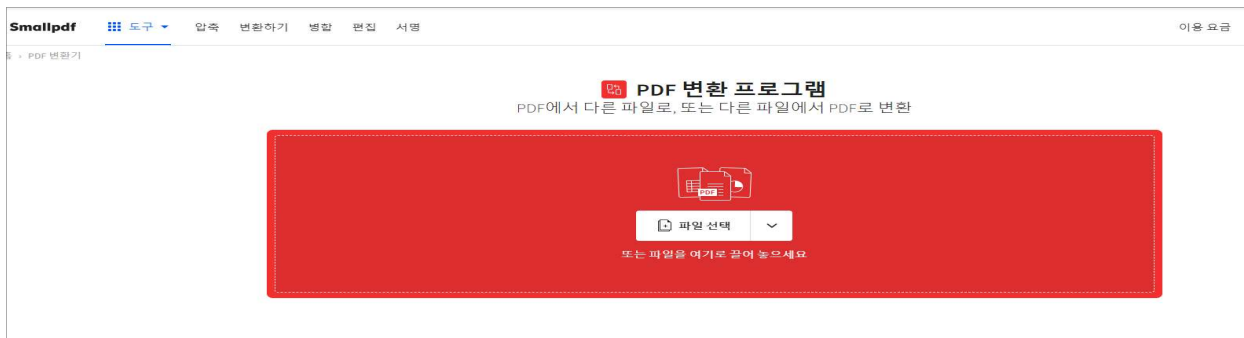 Smallpdf 도구 압축 변환하기 병합 편집 서명 이용 요금
› PDF 변환기
PDF 변환 프로그램
PDF에서 다른 파일로, 또는 다른 파일에서 PDF로 변환
PDF
파일 선택
또는 파일을 여기로 끌어 놓으세요